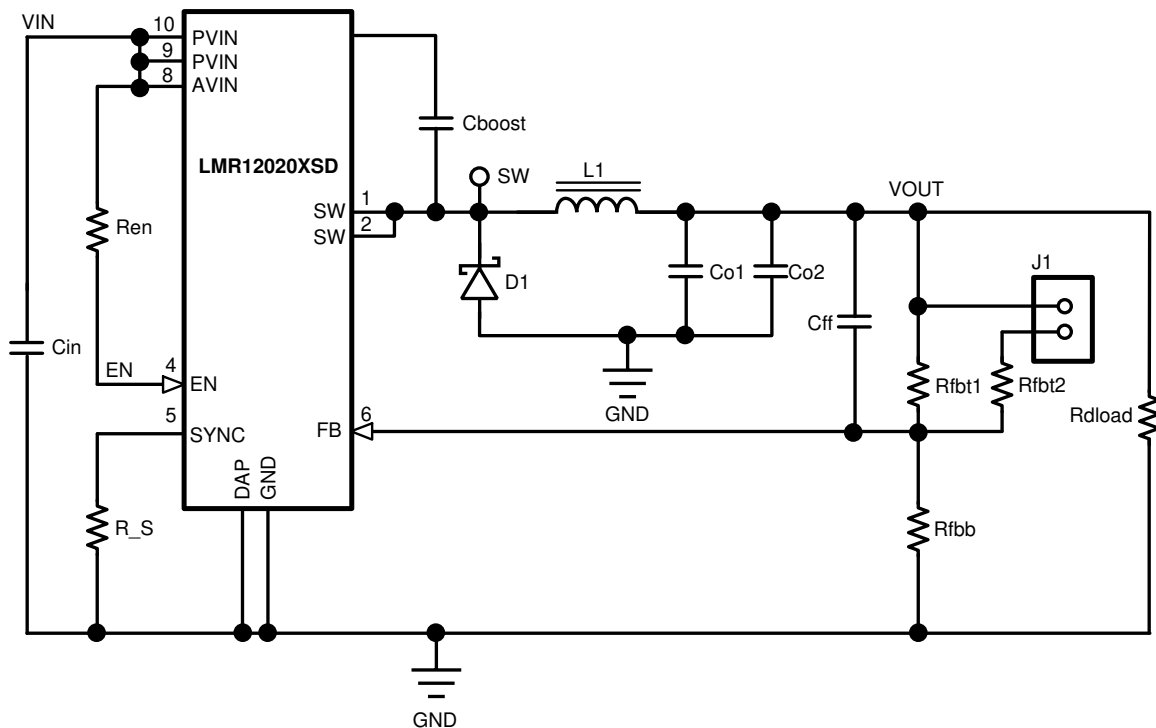 VIN
10
PVIN
9
PVIN
8
AVIN
Cboost
LMR12020XSD
SW
L1
1
SW
2
SW
VOUT
Ren
D1
Co1
Co2
J1
Cff
Cin
EN
4
EN
GND
Rfbt1
Rfbt2
5
SYNC
6
FB
Rdload
DAP
GND
R_S
Rfbb
GND